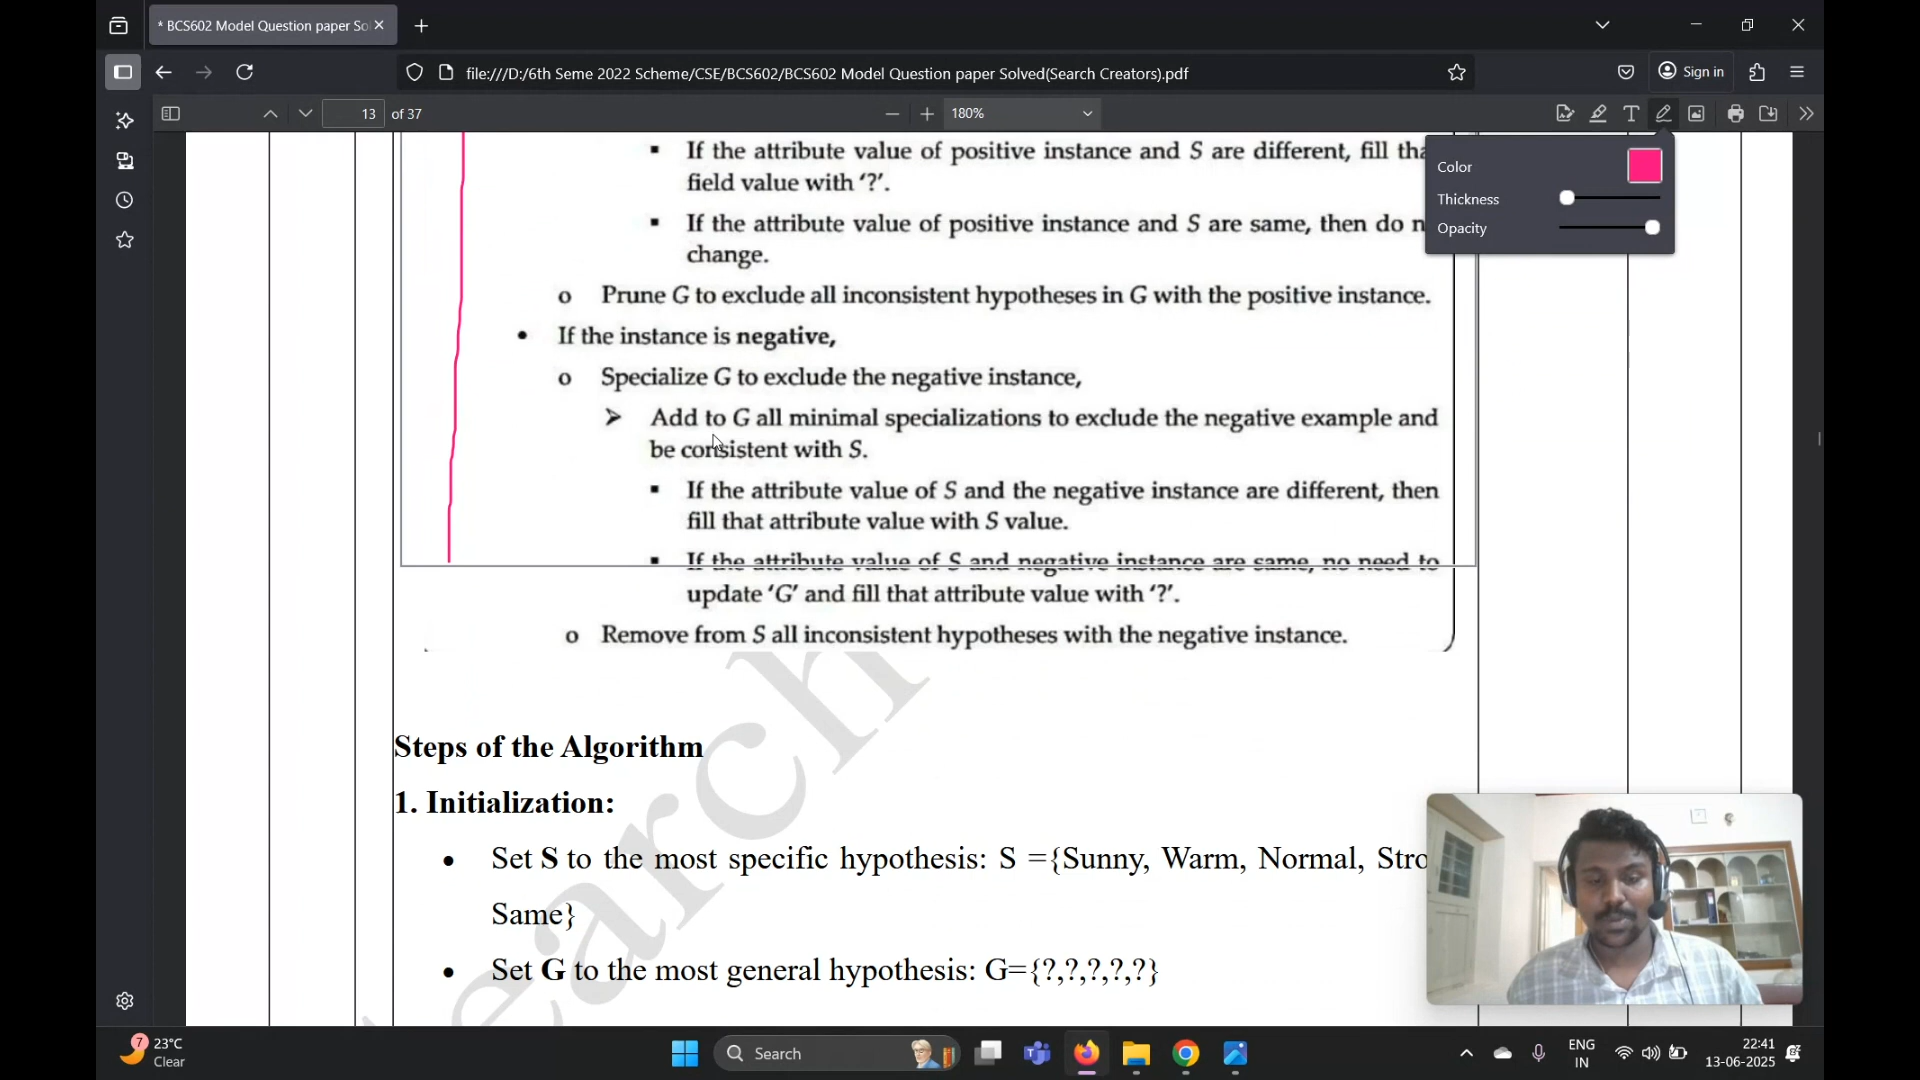 * BCS602 Model Question paper So
file:///D:/6th Seme 2022 Scheme/CSE/BCS602/BCS602 Model Question paper Solved(Search Creators).pdf
Sign in
13 of 37
180%
Color
Thickness
Opacity
▪ If the attribute value of positive instance and S are different, fill tha
field value with ‘?’.
▪ If the attribute value of positive instance and S are same, then do n
change.
o Prune G to exclude all inconsistent hypotheses in G with the positive instance.
• If the instance is negative,
o Specialize G to exclude the negative instance,
➢ Add to G all minimal specializations to exclude the negative example and
be consistent with S.
▪ If the attribute value of S and the negative instance are different, then
fill that attribute value with S value.
▪ If the attribute value of S and negative instance are same, no need to
update ‘G’ and fill that attribute value with ‘?’.
o Remove from S all inconsistent hypotheses with the negative instance.
earch
Steps of the Algorithm
1. Initialization:
• Set S to the most specific hypothesis: S ={Sunny, Warm, Normal, Stro
Same}
• Set G to the most general hypothesis: G={?,?,?,?,?}
7
23°C
Clear
Search
ENG
IN
22:41
13-06-2025